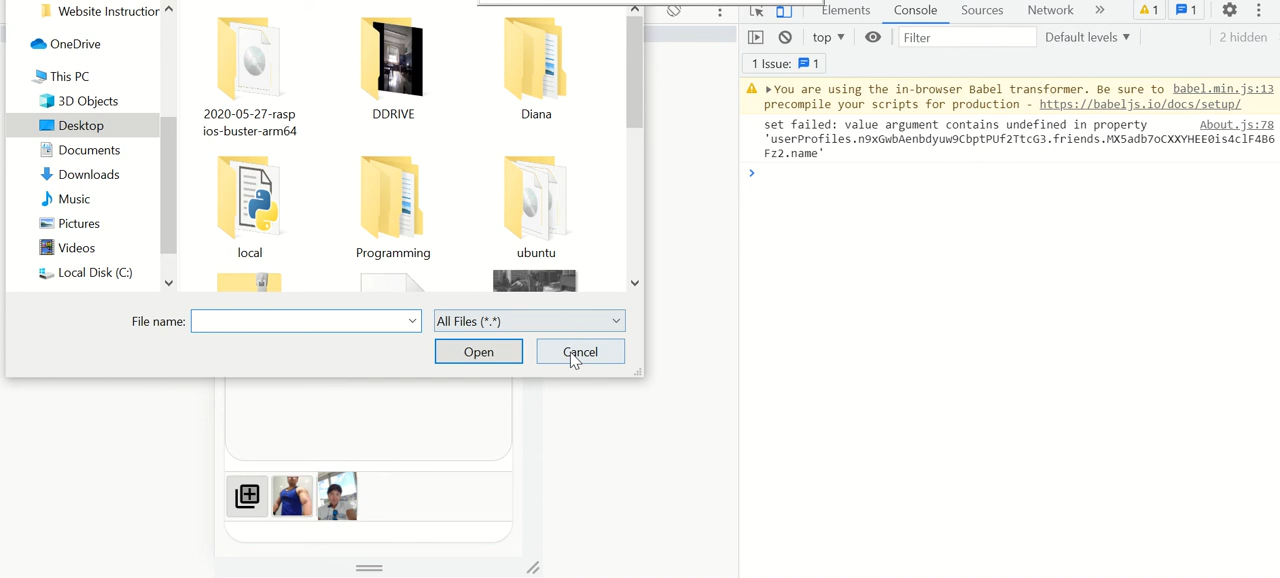 Website Instruction
OneDrive
This PC
3D Objects
Desktop
Documents
Downloads
Music
Pictures
Videos
Local Disk (C:)
2020-05-27-rasp
ios-buster-arm64
DDRIVE
Diana
local
Programming
ubuntu
File name:
All Files (*.*)
Open
Cancel
Elements
Console
Sources
Network
»
1
1
top
Filter
Default levels
2 hidden
1 Issue: 1
You are using the in-browser Babel transformer. Be sure to babel.min.js:13
precompile your scripts for production - https://babeljs.io/docs/setup/
set failed: value argument contains undefined in property About.js:78
'userProfiles.n9xGwbAenbdyuw9CbptPUf2TtcG3.friends.MX5adb7oCXXYHEE0is4clF4B6
Fz2.name'